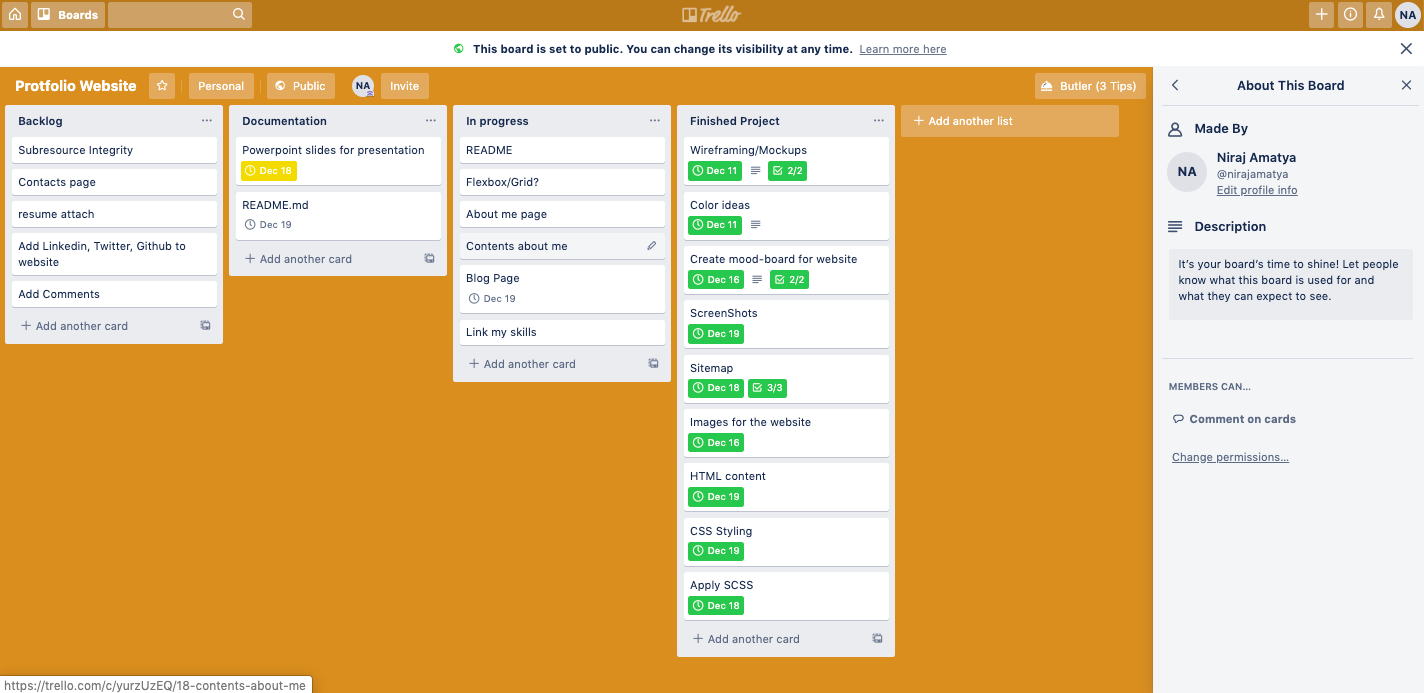 Boards
Trello
NA
This board is set to public. You can change its visibility at any time. Learn more here
Protfolio Website
Personal
Public
NA
Invite
Butler (3 Tips)
Backlog
Subresource Integrity
Contacts page
resume attach
Add Linkedin, Twitter, Github to
website
Add Comments
Add another card
Documentation
Powerpoint slides for presentation
Dec 18
README.md
Dec 19
Add another card
In progress
README
Flexbox/Grid?
About me page
Contents about me
Blog Page
Dec 19
Link my skills
Add another card
Finished Project
Wireframing/Mockups
Dec 11 2/2
Color ideas
Dec 11
Create mood-board for website
Dec 16 2/2
ScreenShots
Dec 19
Sitemap
Dec 18 3/3
Images for the website
Dec 16
HTML content
Dec 19
CSS Styling
Dec 19
Apply SCSS
Dec 18
Add another card
Add another list
About This Board
Made By
NA
Niraj Amatya
@nirajamatya
Edit profile info
Description
It's your board's time to shine! Let people
know what this board is used for and
what they can expect to see.
MEMBERS CAN...
Comment on cards
Change permissions...
https://trello.com/c/yurzUzEQ/18-contents-about-me